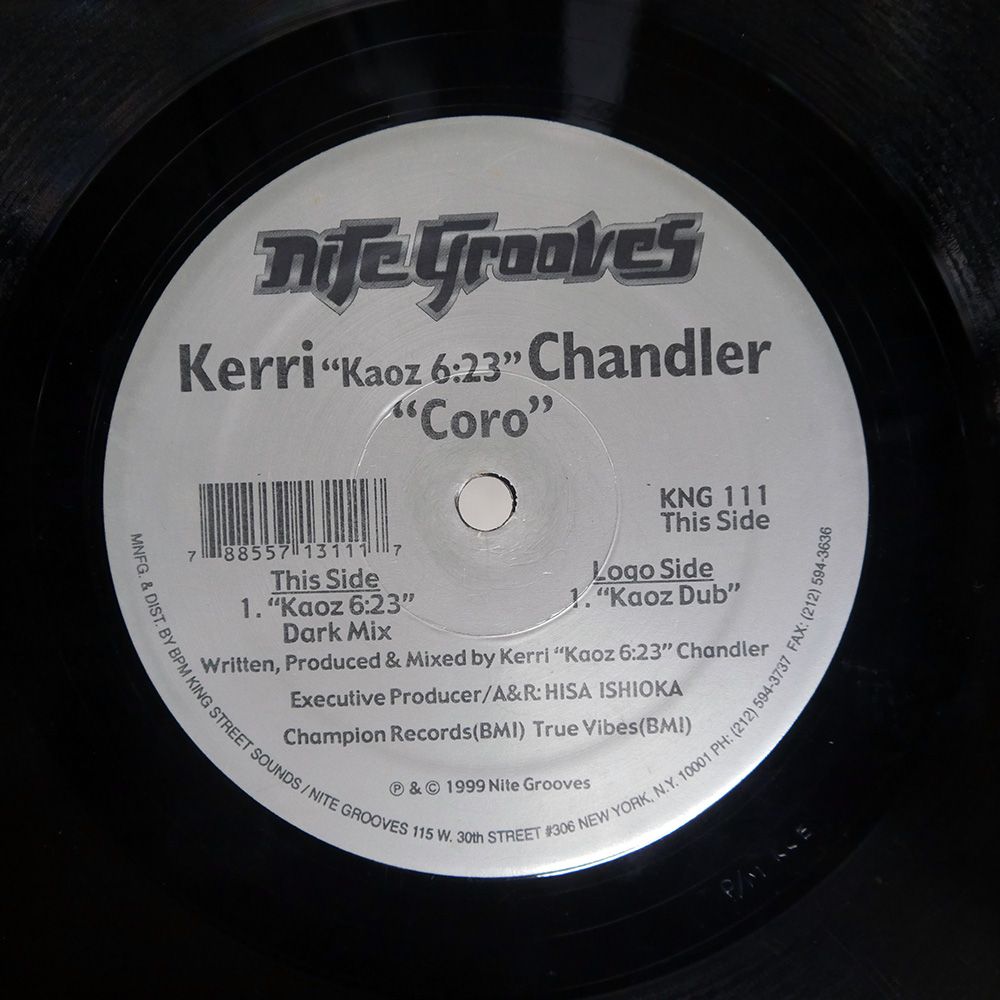 nite Grooves
Kerri “Kaoz 6:23” Chandler
“Coro”
KNG 111
This Side
7 88557 13111 7
This Side
1. “Kaoz 6:23”
Dark Mix
Logo Side
1. “Kaoz Dub”
Written, Produced & Mixed by Kerri “Kaoz 6:23” Chandler
Executive Producer/A&R: HISA ISHIOKA
Champion Records(BMI) True Vibes(BMI)
℗ & © 1999 Nite Grooves
MNFG. & DIST. BY BPM KING STREET SOUNDS / NITE GROOVES 115 W. 30th STREET #306 NEW YORK, N.Y. 10001 PH: (212) 594-3737 FAX: (212) 594-3636